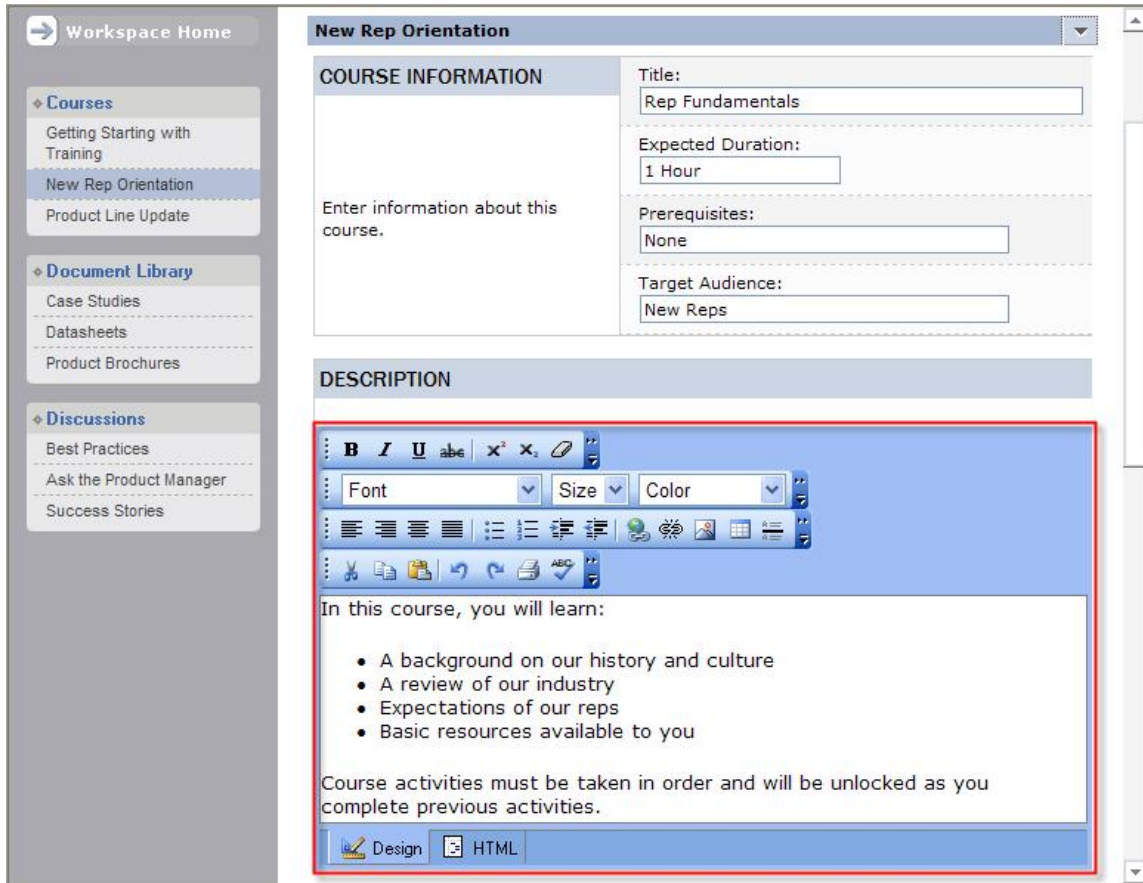 Workspace Home
Courses
Getting Starting with
Training
New Rep Orientation
Product Line Update
Document Library
Case Studies
Datasheets
Product Brochures
Discussions
Best Practices
Ask the Product Manager
Success Stories
New Rep Orientation
COURSE INFORMATION
Enter information about this
course.
Title:
Rep Fundamentals
Expected Duration:
1 Hour
Prerequisites:
None
Target Audience:
New Reps
DESCRIPTION
B I U abc x² x₂
Font Size Color
ABC
In this course, you will learn:
• A background on our history and culture
• A review of our industry
• Expectations of our reps
• Basic resources available to you
Course activities must be taken in order and will be unlocked as you
complete previous activities.
Design HTML